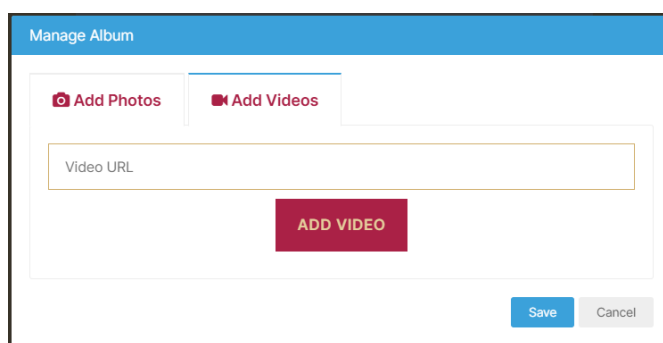 Manage Album
Add Photos
Add Videos
Video URL
ADD VIDEO
Save
Cancel